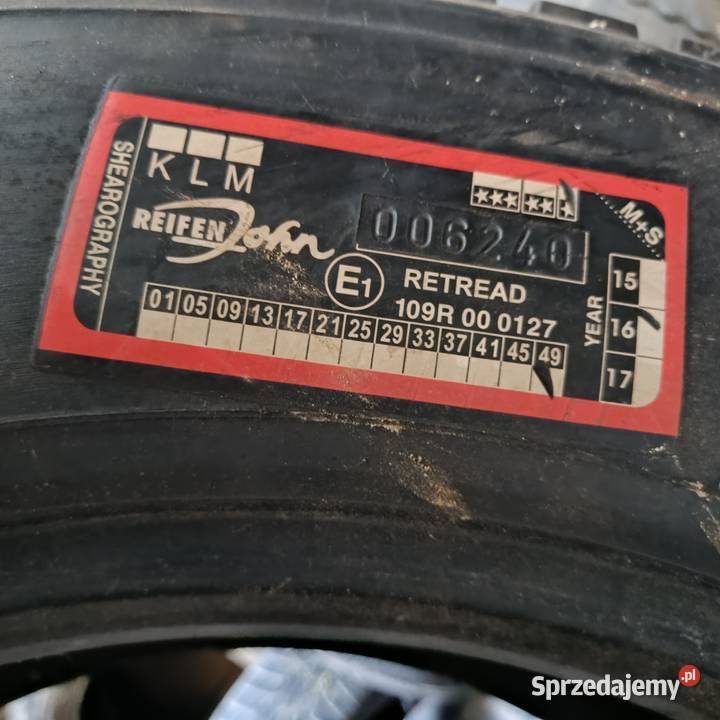 SHEAROGRAPHY
K L M
REIFEN John
★★★ ★★ ★
006240
M+S
E1
RETREAD
109R 00 0127
01 05 09 13 17 21 25 29 33 37 41 45 49
YEAR
15
16
17
Sprzedajemy.pl